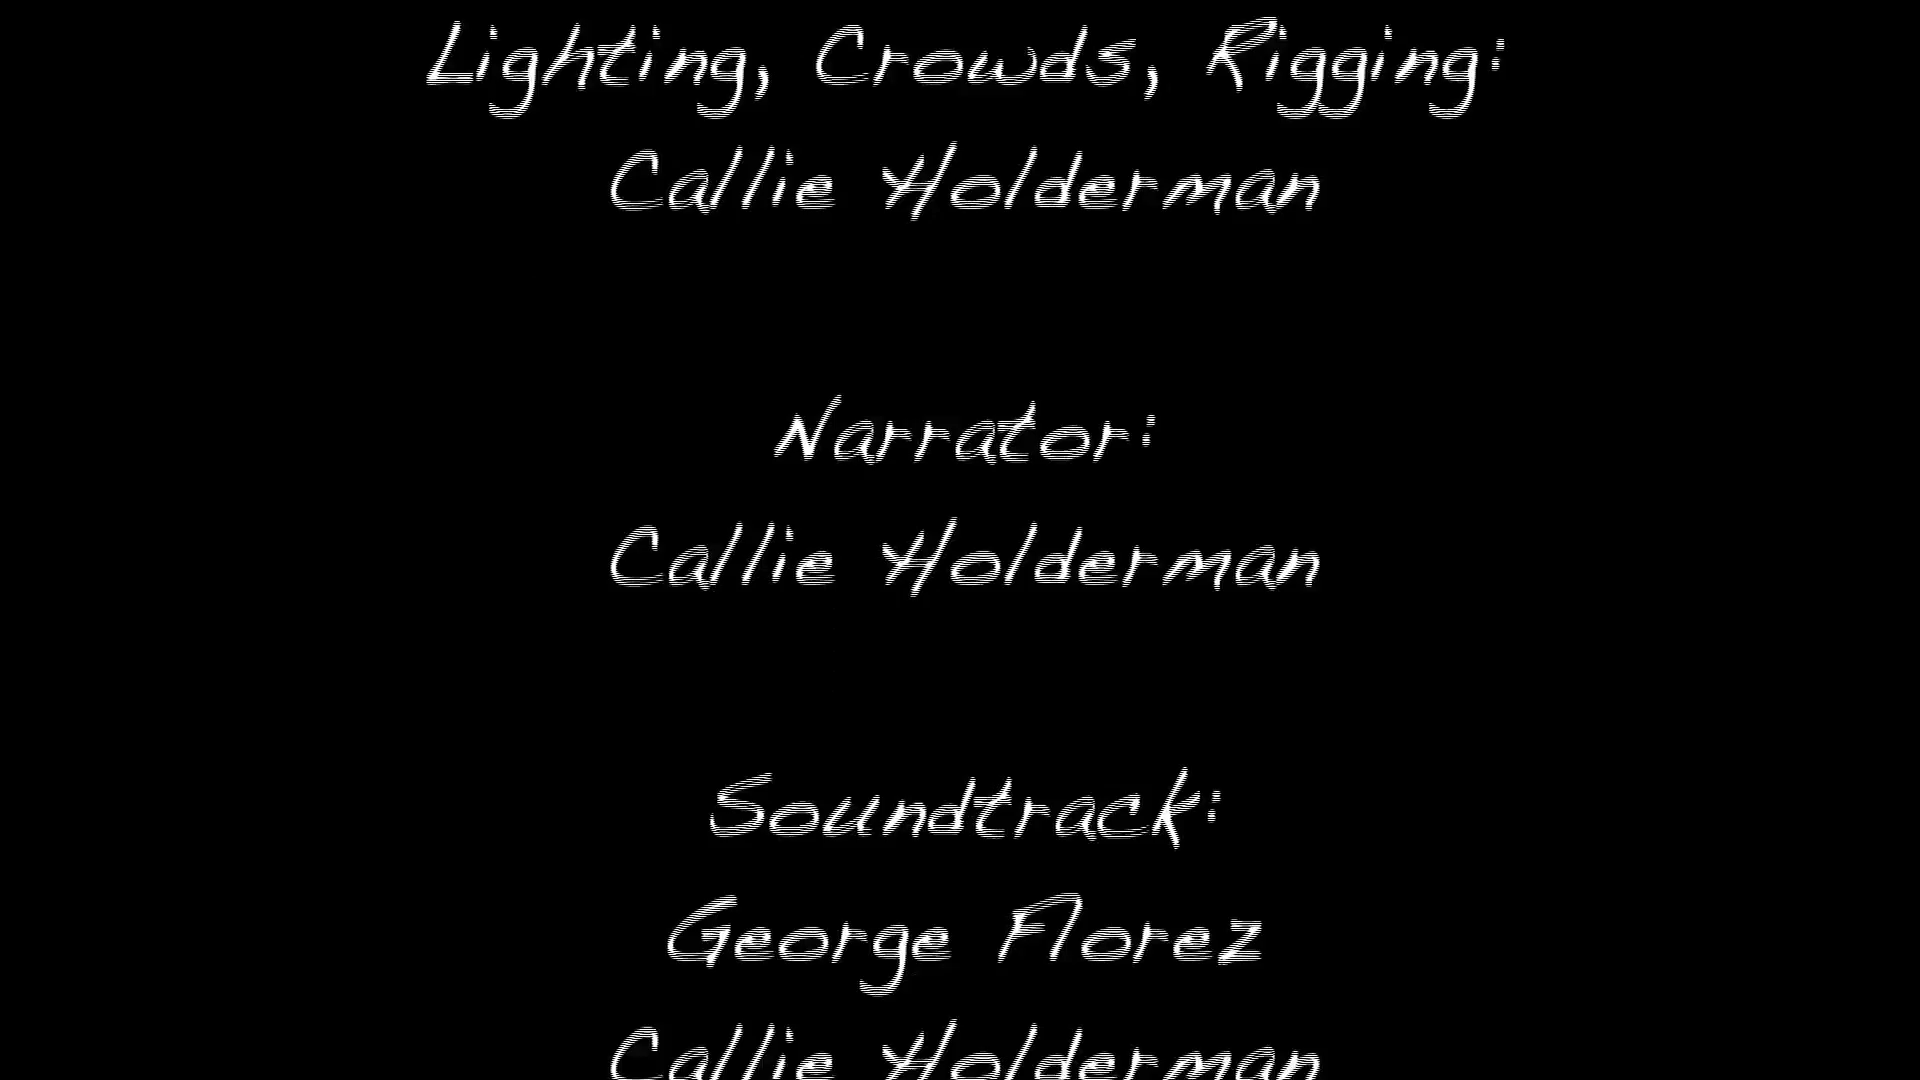 Lighting, Crowds, Rigging:
Callie Holderman
Narrator:
Callie Holderman
Soundtrack:
George Florez
Callie Holderman